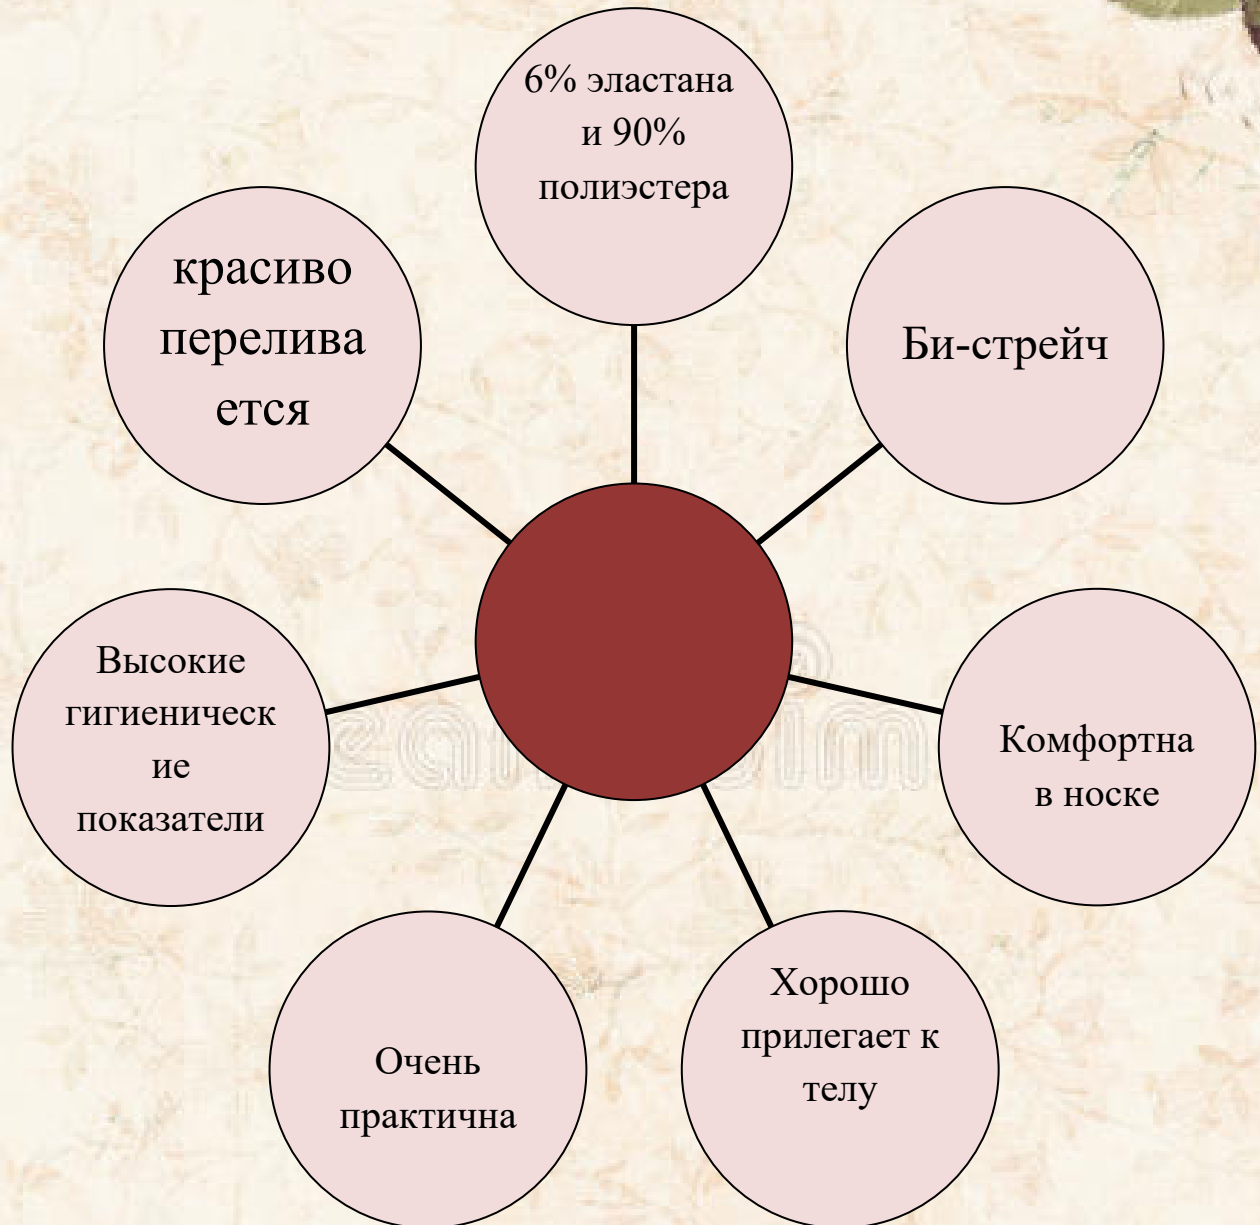 6% эластана
и 90%
полиэстера
Би-стрейч
Комфортна
в носке
Хорошо
прилегает к
телу
Очень
практична
Высокие
гигиеническ
ие
показатели
красиво
перелива
ется